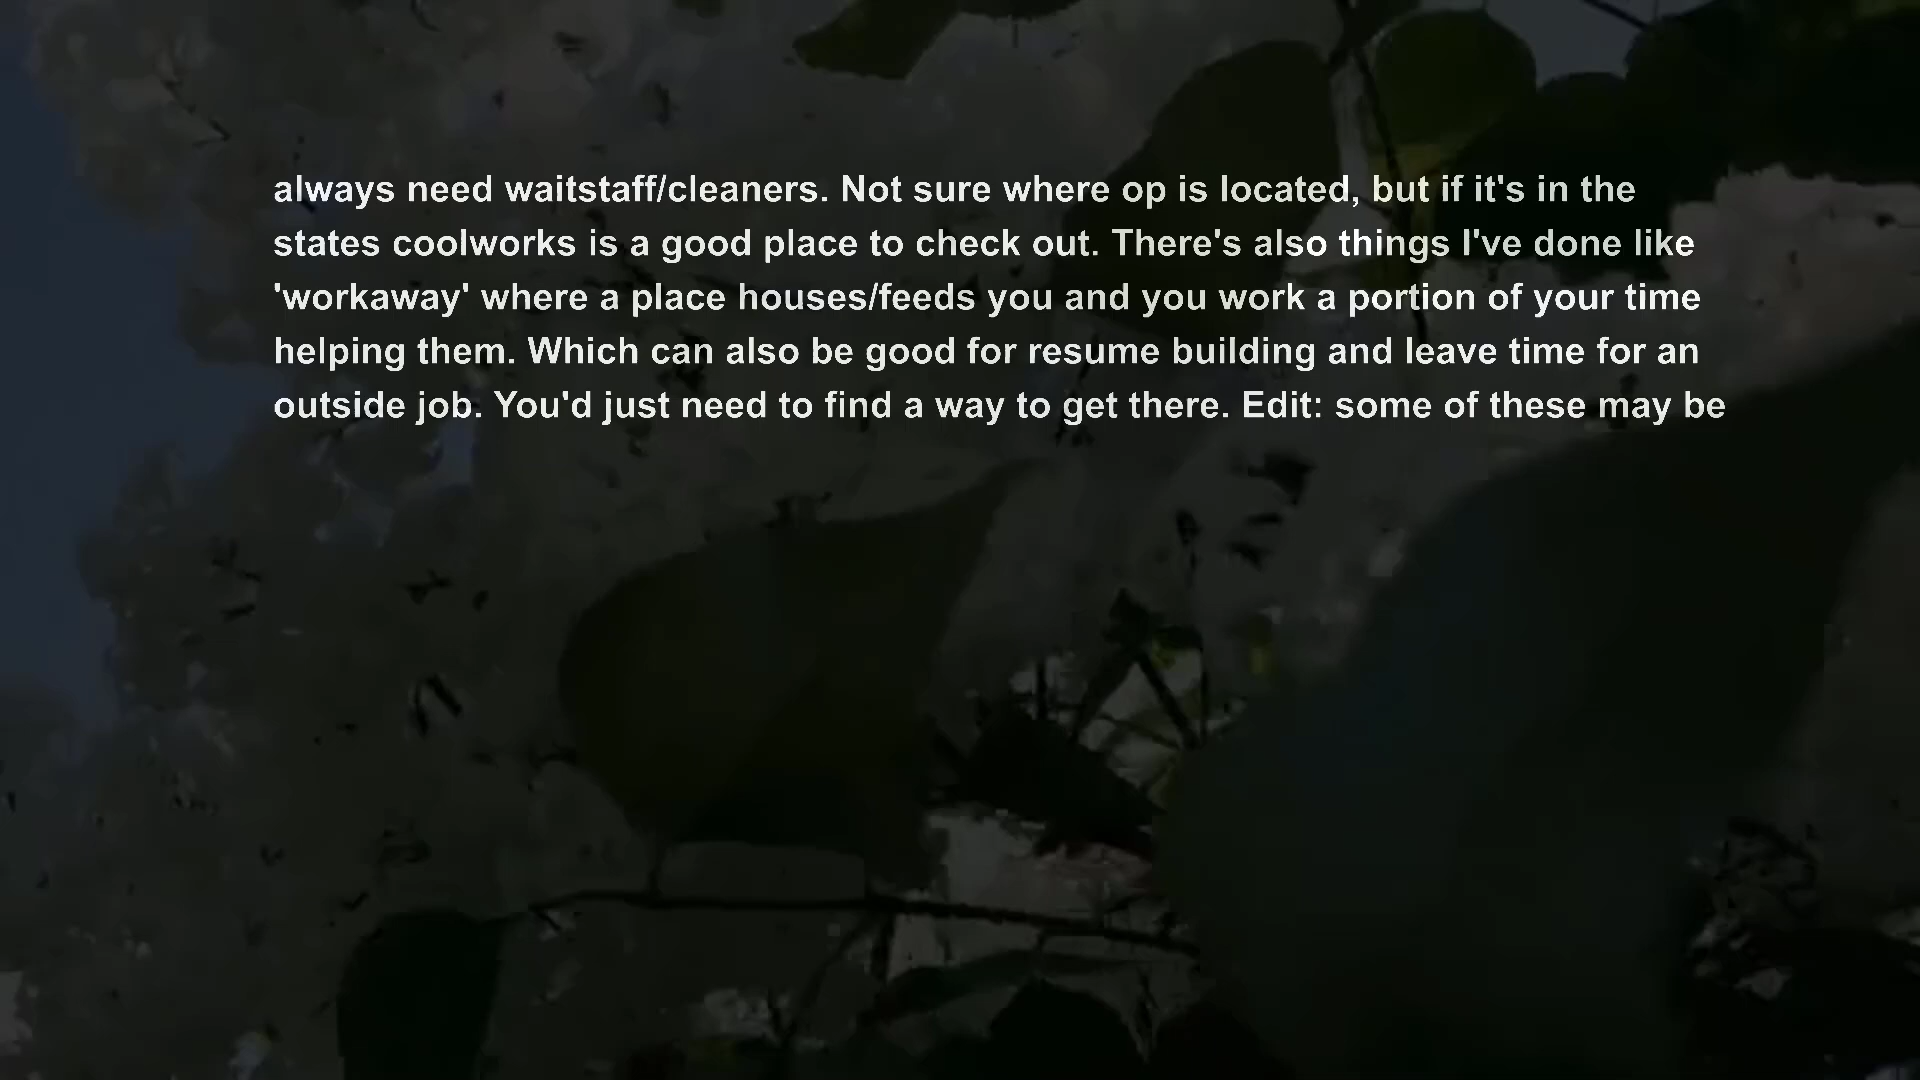 always need waitstaff/cleaners. Not sure where op is located, but if it's in the
states coolworks is a good place to check out. There's also things I've done like
'workaway' where a place houses/feeds you and you work a portion of your time
helping them. Which can also be good for resume building and leave time for an
outside job. You'd just need to find a way to get there. Edit: some of these may be